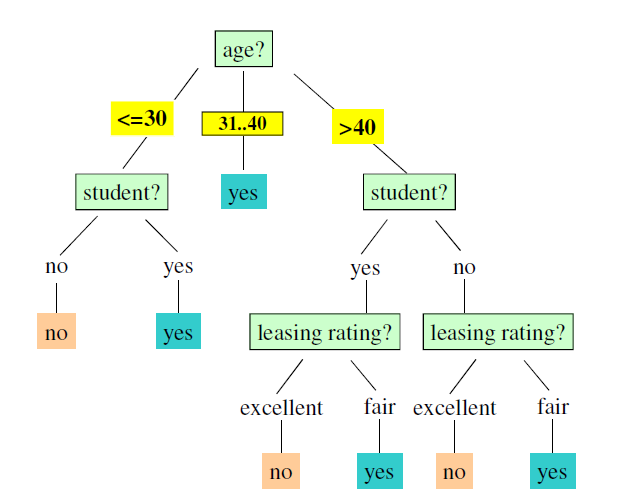 age?
<=30 31..40 >40
student? yes student?
no yes yes no
no yes leasing rating? leasing rating?
excellent fair excellent fair
no yes no yes